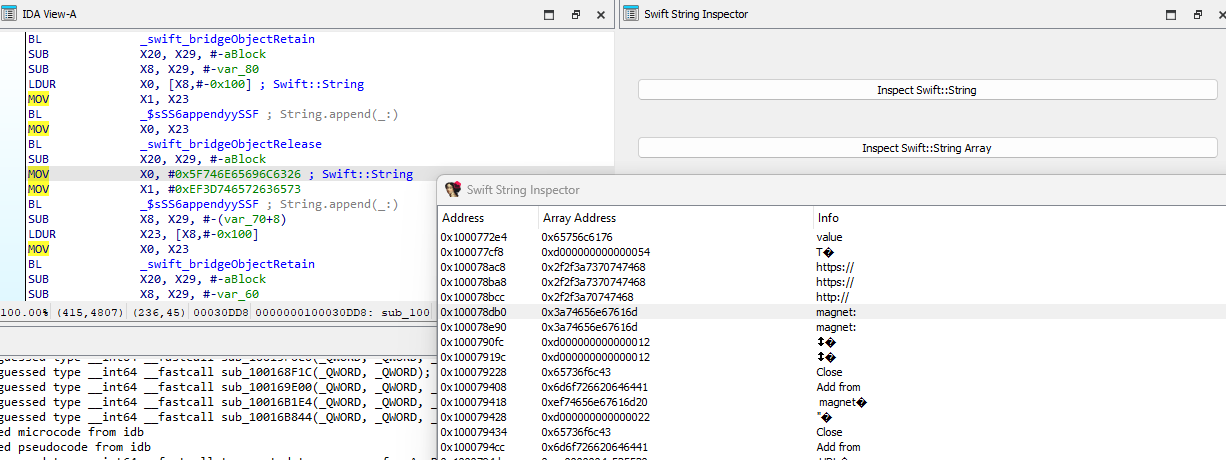 IDA View-A
BL _swift_bridgeObjectRetain
SUB X20, X29, #-aBlock
SUB X8, X29, #-var_80
LDUR X0, [X8,#-0x100] ; Swift::String
MOV X1, X23
BL _$sSS6appendyySSF ; String.append(_:)
MOV X0, X23
BL _swift_bridgeObjectRelease
SUB X20, X29, #-aBlock
MOV X0, #0x5F746E65696C6326 ; Swift::String
MOV X1, #0xEF3D746572636573
BL _$sSS6appendyySSF ; String.append(_:)
SUB X8, X29, #-(var_70+8)
LDUR X23, [X8,#-0x100]
MOV X0, X23
BL _swift_bridgeObjectRetain
SUB X20, X29, #-aBlock
SUB X8, X29, #-var_60
100.00% (415,4807) (236,45) 00030DD8 0000000100030DD8: sub_100
guessed type __int64 __fastcall sub_100168F1C(_QWORD, _QWORD);
guessed type __int64 __fastcall sub_100169E00(_QWORD, _QWORD,
guessed type __int64 __fastcall sub_10016B1E4(_QWORD, _QWORD,
guessed type __int64 __fastcall sub_10016B844(_QWORD, _QWORD,
ed microcode from idb
ed pseudocode from idb
Swift String Inspector
Inspect Swift::String
Inspect Swift::String Array
Swift String Inspector
Address Array Address Info
0x1000772e4 0x65756c6176 value
0x100077cf8 0xd000000000000054 T�
0x100078ac8 0x2f2f3a7370747468 https://
0x100078ba8 0x2f2f3a7370747468 https://
0x100078bcc 0x2f2f3a70747468 http://
0x100078db0 0x3a74656e67616d magnet:
0x100078e90 0x3a74656e67616d magnet:
0x1000790fc 0xd000000000000012 ↕�
0x10007919c 0xd000000000000012 ↕�
0x100079228 0x65736f6c43 Close
0x100079408 0x6d6f726620646441 Add from
0x100079418 0xef74656e67616d20 magnet�
0x100079428 0xd000000000000022 "�
0x100079434 0x65736f6c43 Close
0x1000794cc 0x6d6f726620646441 Add from